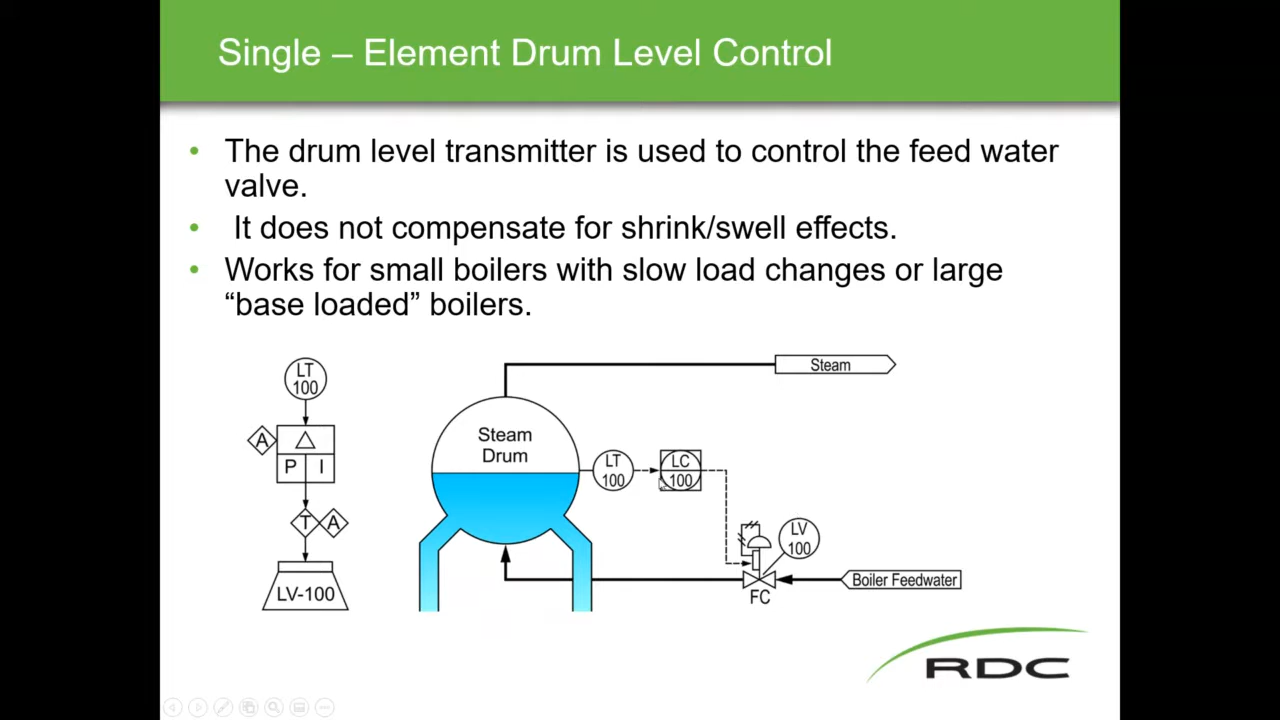 Single – Element Drum Level Control
• The drum level transmitter is used to control the feed water
valve.
• It does not compensate for shrink/swell effects.
• Works for small boilers with slow load changes or large
“base loaded” boilers.
LT
100
A
P I
T A
LV-100
Steam
Steam
Drum
LT
100
LC
100
LV
100
Boiler Feedwater
FC
RDC